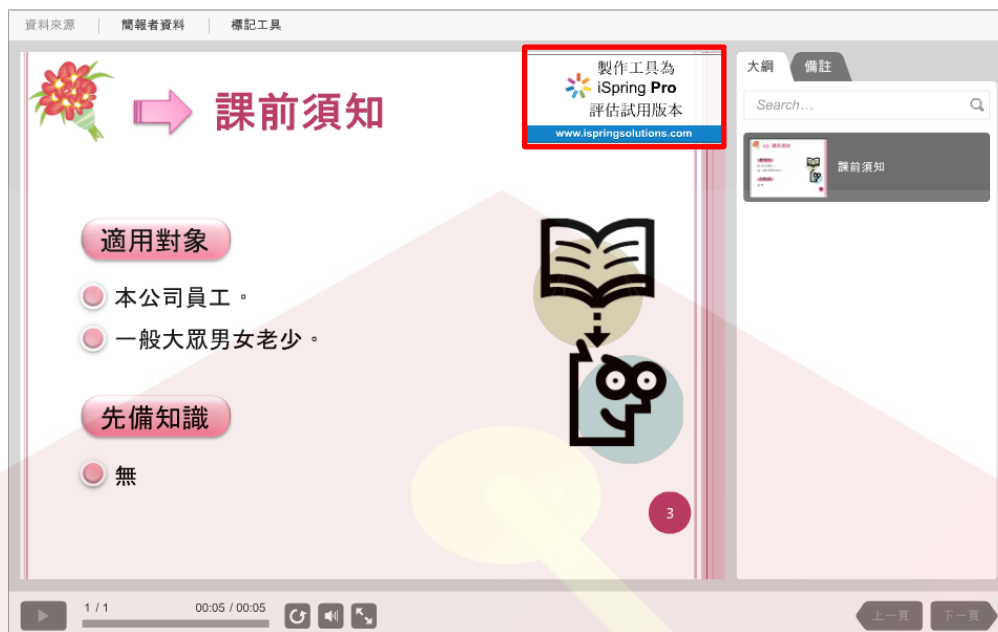 資料來源
簡報者資料
標記工具
課前須知
製作工具為
iSpring Pro
評估試用版本
www.ispringsolutions.com
適用對象
本公司員工。
一般大眾男女老少。
先備知識
無
3
大綱
備註
Search...
課前須知
1 / 1
00:05 / 00:05
上一頁
下一頁